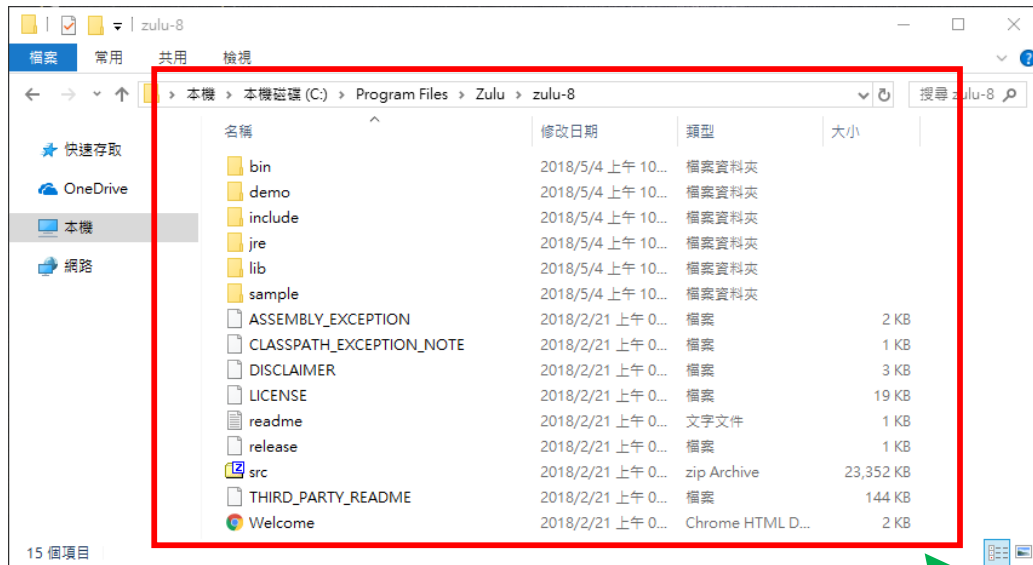 zulu-8
檔案 常用 共用 檢視
本機 › 本機磁碟 (C:) › Program Files › Zulu › zulu-8 搜尋 zulu-8
名稱 修改日期 類型 大小
快速存取
OneDrive
本機
網路
bin 2018/5/4 上午 10... 檔案資料夾
demo 2018/5/4 上午 10... 檔案資料夾
include 2018/5/4 上午 10... 檔案資料夾
jre 2018/5/4 上午 10... 檔案資料夾
lib 2018/5/4 上午 10... 檔案資料夾
sample 2018/5/4 上午 10... 檔案資料夾
ASSEMBLY_EXCEPTION 2018/2/21 上午 0... 檔案 2 KB
CLASSPATH_EXCEPTION_NOTE 2018/2/21 上午 0... 檔案 1 KB
DISCLAIMER 2018/2/21 上午 0... 檔案 3 KB
LICENSE 2018/2/21 上午 0... 檔案 19 KB
readme 2018/2/21 上午 0... 文字文件 1 KB
release 2018/2/21 上午 0... 檔案 1 KB
src 2018/2/21 上午 0... zip Archive 23,352 KB
THIRD_PARTY_README 2018/2/21 上午 0... 檔案 144 KB
Welcome 2018/2/21 上午 0... Chrome HTML D... 2 KB
15 個項目